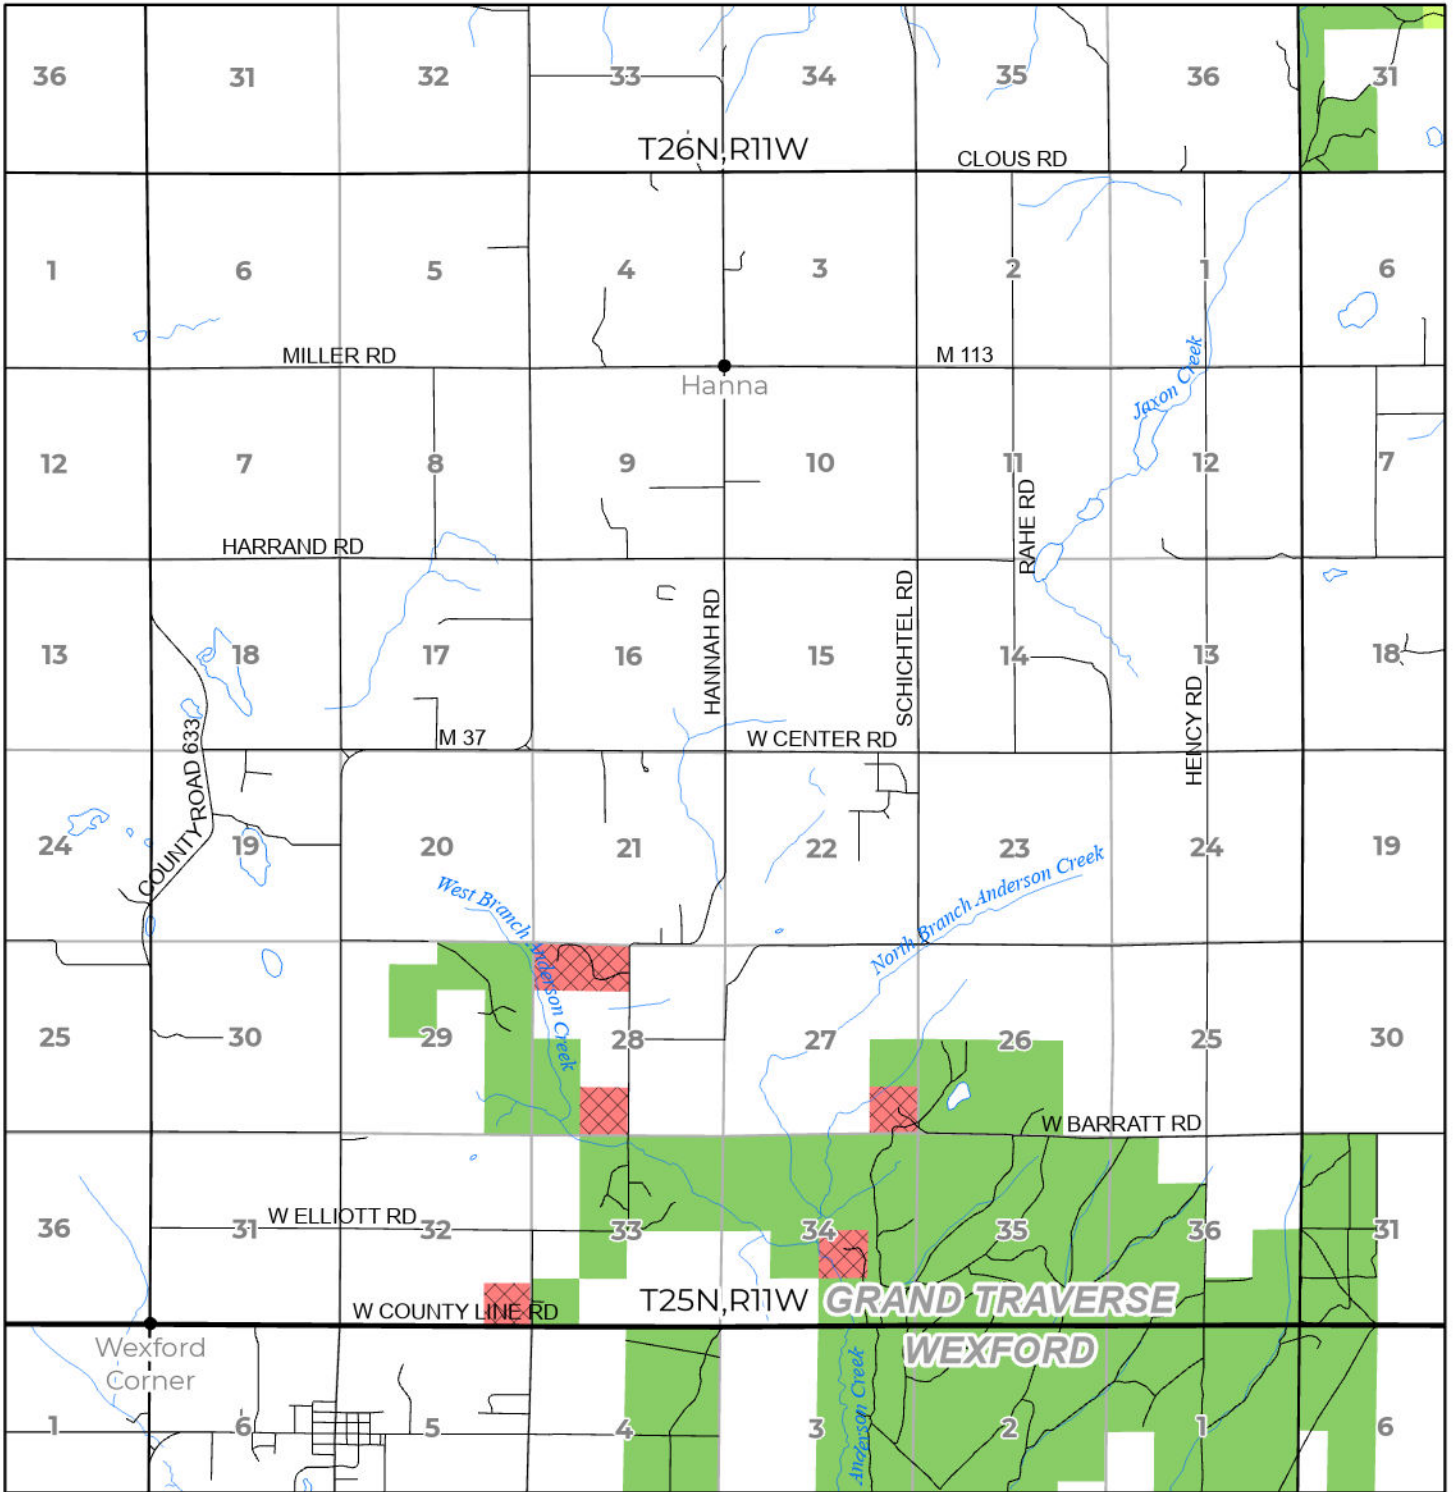 36 31 32 33 34 35 36 31
T26N,R11W
CLOUS RD
1 6 5 4 3 2 1 6
MILLER RD
M 113
Hanna
Jaxon Creek
12 7 8 9 10 11 12 7
HARRAND RD
RAHE RD
HANNAH RD
SCHICHTEL RD
13 18 17 16 15 14 13 18
HENCY RD
M 37
W CENTER RD
COUNTY ROAD 633
24 19 20 21 22 23 24 19
West Branch Anderson Creek
North Branch Anderson Creek
25 30 29 28 27 26 25 30
W BARRATT RD
36 31 32 33 34 35 36 31
W ELLIOTT RD
T25N,R11W
GRAND TRAVERSE
W COUNTY LINE RD
Wexford
Corner
WEXFORD
Anderson Creek
1 6 5 4 3 2 1 6